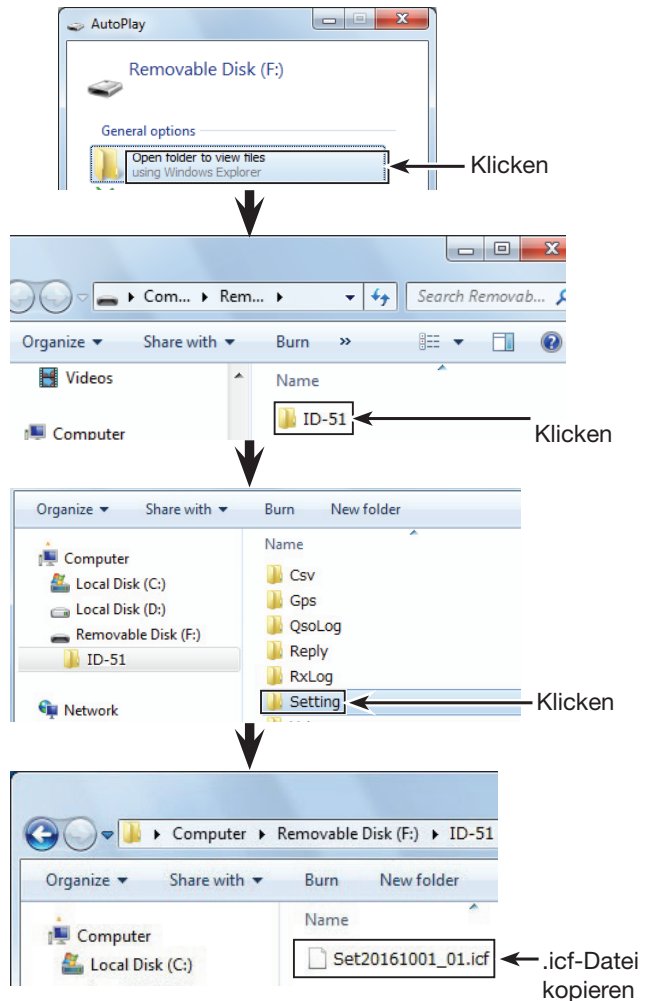 AutoPlay
Removable Disk (F:)
General options
Open folder to view files
using Windows Explorer
Klicken
Com... Rem... Search Removab...
Organize Share with Burn »
Videos
Name
ID-51
Computer
Klicken
Organize Share with Burn New folder
Name
Computer
Csv
Local Disk (C:)
Gps
Local Disk (D:)
QsoLog
Removable Disk (F:)
Reply
ID-51
RxLog
Setting
Klicken
Network
Computer Removable Disk (F:) ID-51
Organize Share with Burn New folder
Name
Computer
Set20161001_01.icf
.icf-Datei
kopieren
Local Disk (C:)